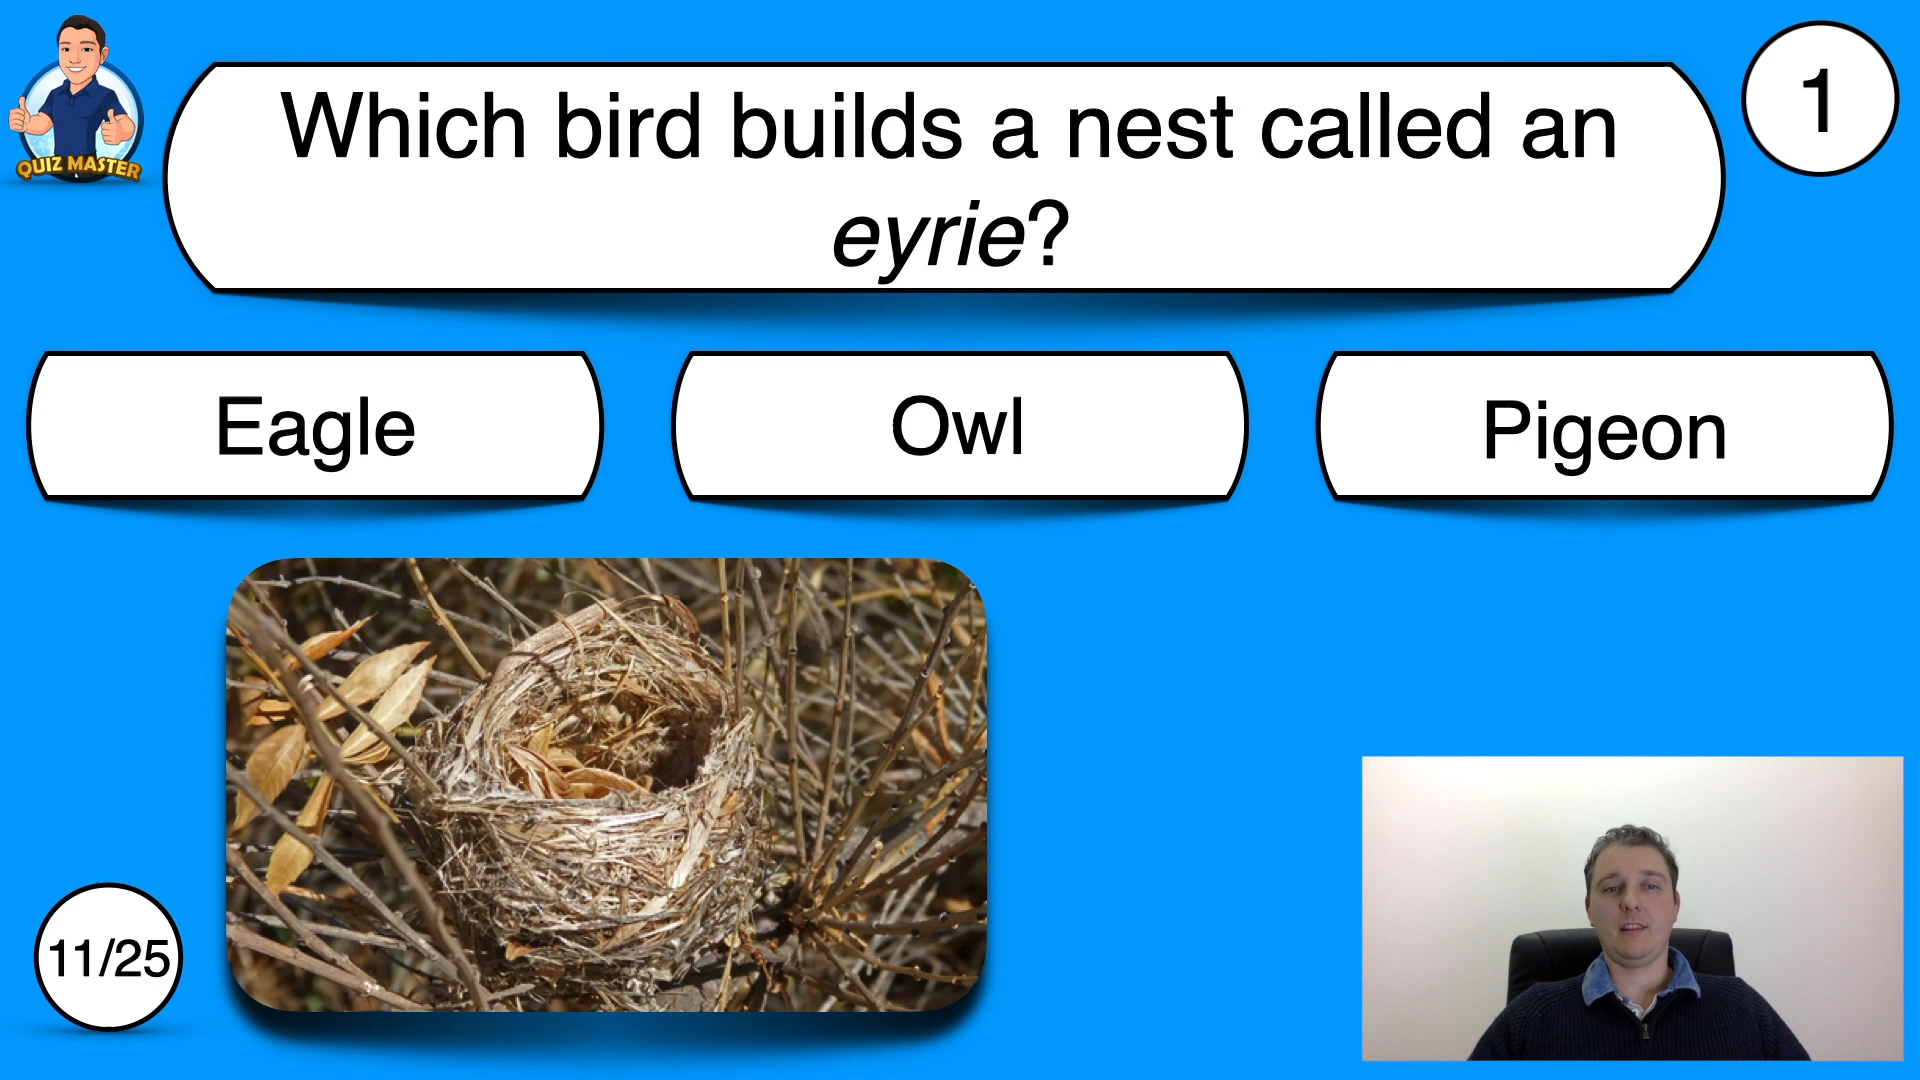 QUIZ MASTER
1
Which bird builds a nest called an
eyrie?
Eagle
Owl
Pigeon
11/25